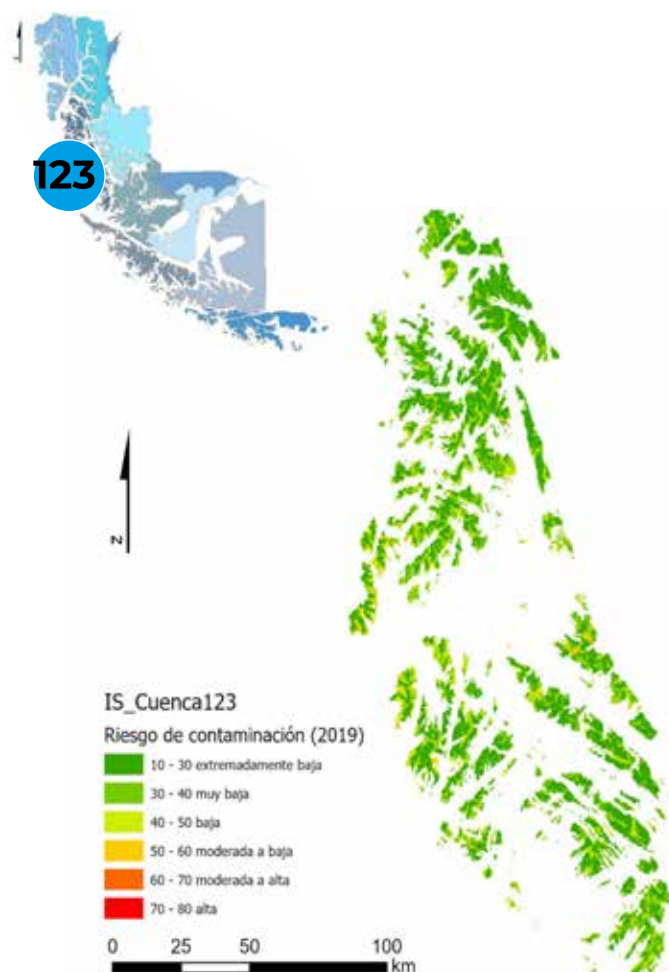 123
N
IS_Cuenca123
Riesgo de contaminación (2019)
10 - 30 extremadamente baja
30 - 40 muy baja
40 - 50 baja
50 - 60 moderada a baja
60 - 70 moderada a alta
70 - 80 alta
0 25 50 100
km